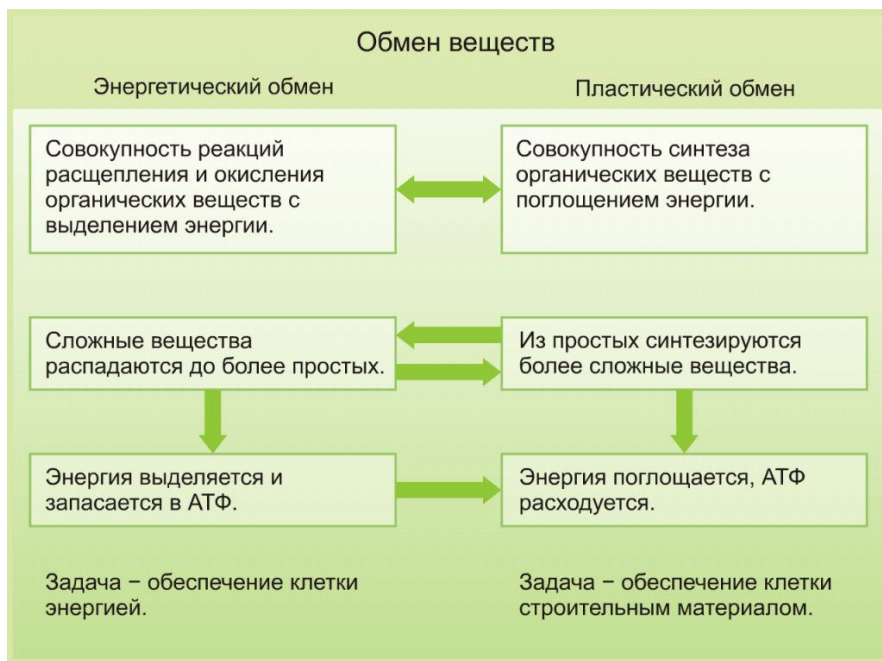 Обмен веществ
Энергетический обмен
Пластический обмен
Совокупность реакций
расщепления и окисления
органических веществ с
выделением энергии.
Совокупность синтеза
органических веществ с
поглощением энергии.
Сложные вещества
распадаются до более простых.
Из простых синтезируются
более сложные вещества.
Энергия выделяется и
запасается в АТФ.
Энергия поглощается, АТФ
расходуется.
Задача – обеспечение клетки
энергией.
Задача – обеспечение клетки
строительным материалом.